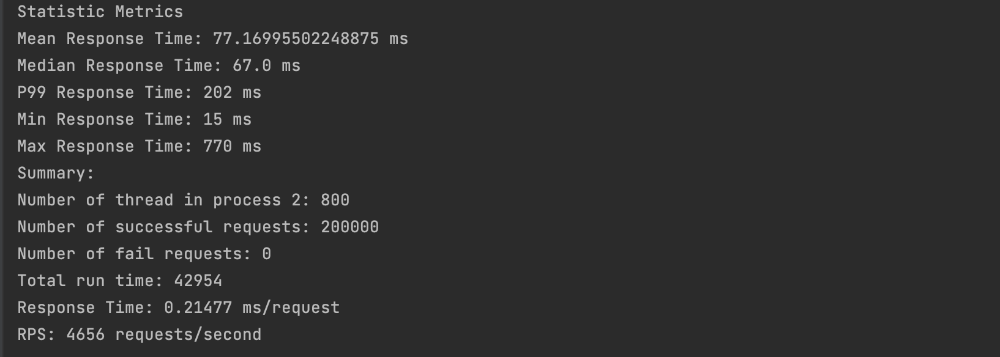 Statistic Metrics
Mean Response Time: 77.16995502248875 ms
Median Response Time: 67.0 ms
P99 Response Time: 202 ms
Min Response Time: 15 ms
Max Response Time: 770 ms
Summary:
Number of thread in process 2: 800
Number of successful requests: 200000
Number of fail requests: 0
Total run time: 42954
Response Time: 0.21477 ms/request
RPS: 4656 requests/second